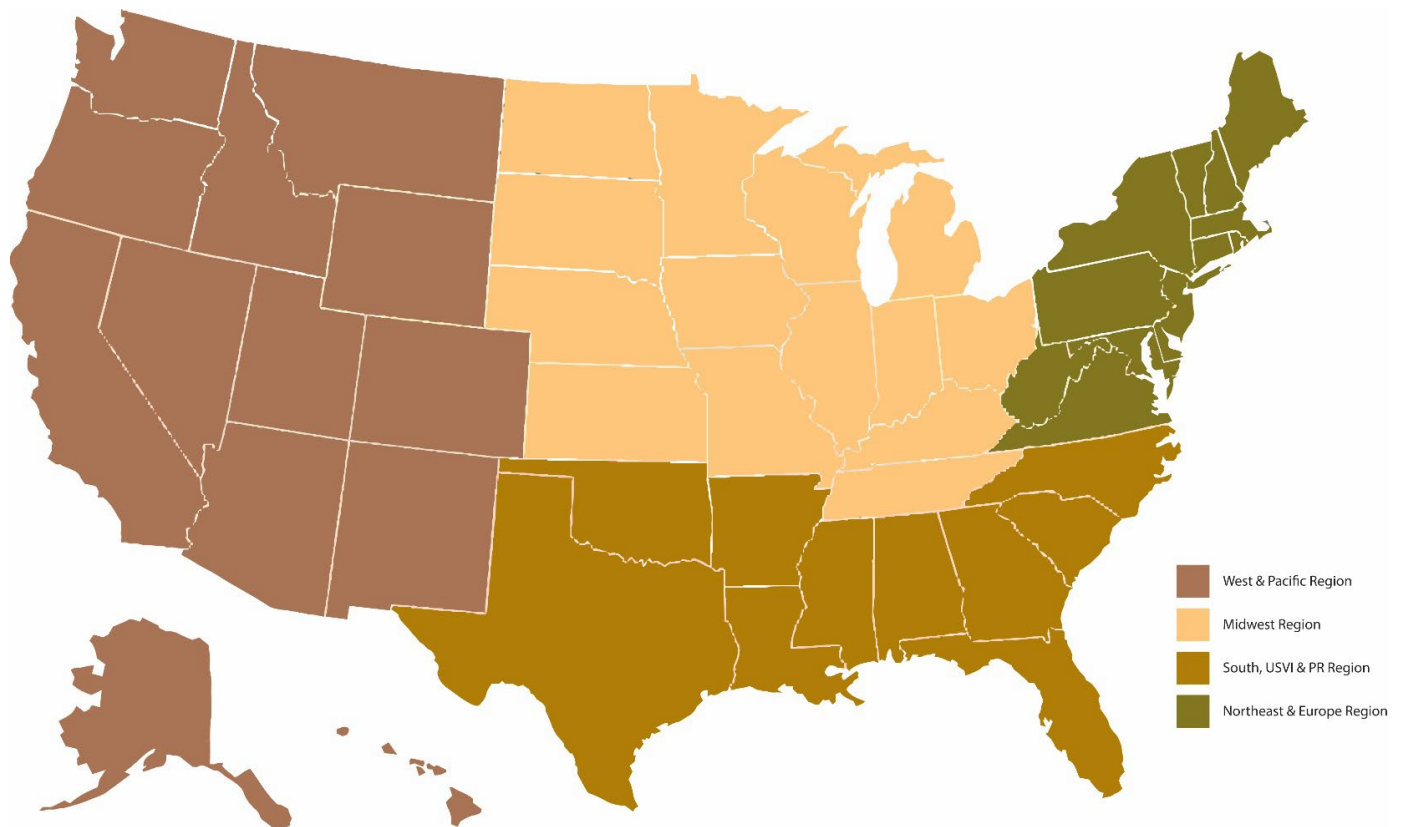 West & Pacific Region
Midwest Region
South, USVI & PR Region
Northeast & Europe Region